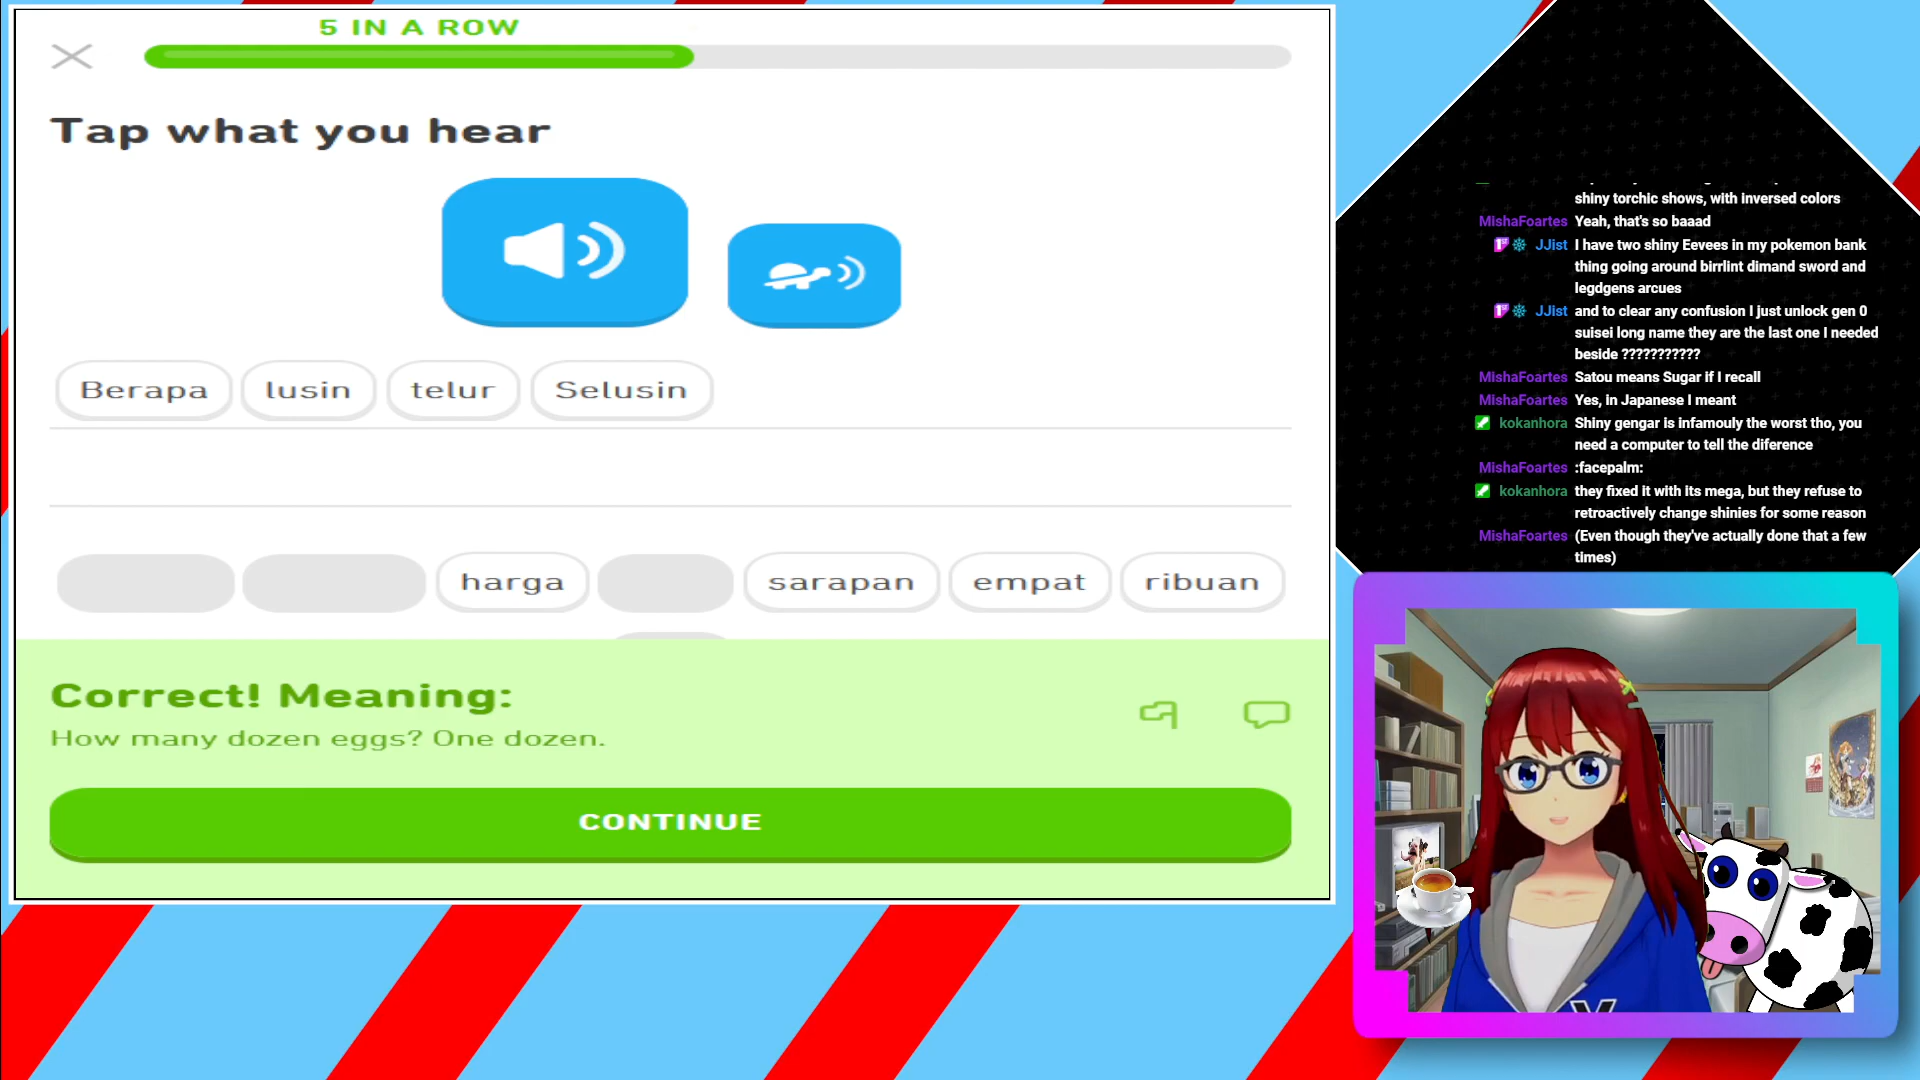 5 IN A ROW
Tap what you hear
Berapa lusin telur Selusin
harga sarapan empat ribuan
Correct! Meaning:
How many dozen eggs? One dozen.
CONTINUE
shiny torchic shows, with inversed colors
MishaFoartes Yeah, that's so baaad
JJist I have two shiny Eevees in my pokemon bank
thing going around birrlint dimand sword and
legdgens arcues
JJist and to clear any confusion I just unlock gen 0
suisei long name they are the last one I needed
beside ???????????
MishaFoartes Satou means Sugar if I recall
MishaFoartes Yes, in Japanese I meant
kokanhora Shiny gengar is infamouly the worst tho, you
need a computer to tell the diference
MishaFoartes :facepalm:
kokanhora they fixed it with its mega, but they refuse to
retroactively change shinies for some reason
MishaFoartes (Even though they've actually done that a few
times)